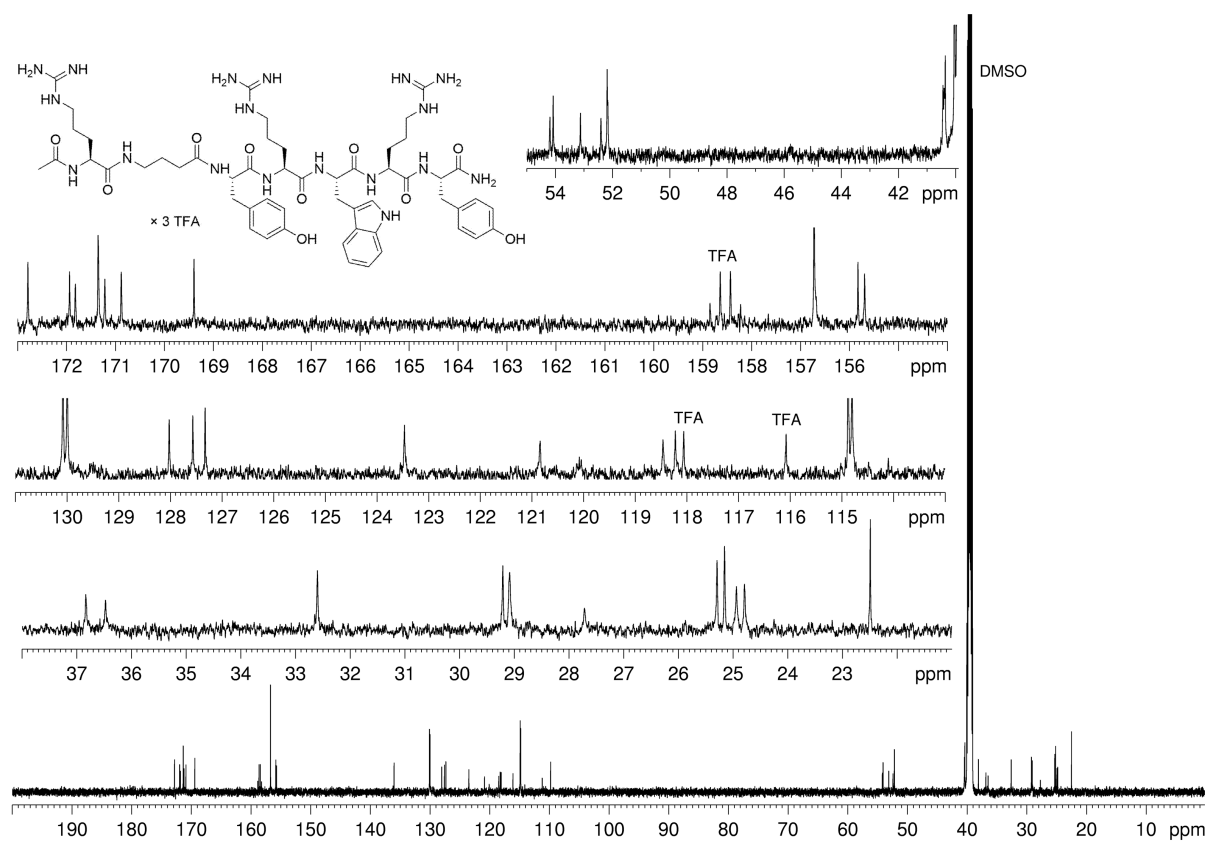 DMSO
H₂N NH
HN
O
N
H
O
H
N
O
N
H
H₂N NH
HN
O
N
H
O
H
N
O
N
H
HN NH₂
HN
O
H
N
O
NH₂
OH
NH
OH
× 3 TFA
54 52 50 48 46 44 42 ppm
TFA
172 171 170 169 168 167 166 165 164 163 162 161 160 159 158 157 156 ppm
TFA TFA
130 129 128 127 126 125 124 123 122 121 120 119 118 117 116 115 ppm
37 36 35 34 33 32 31 30 29 28 27 26 25 24 23 ppm
190 180 170 160 150 140 130 120 110 100 90 80 70 60 50 40 30 20 10 ppm